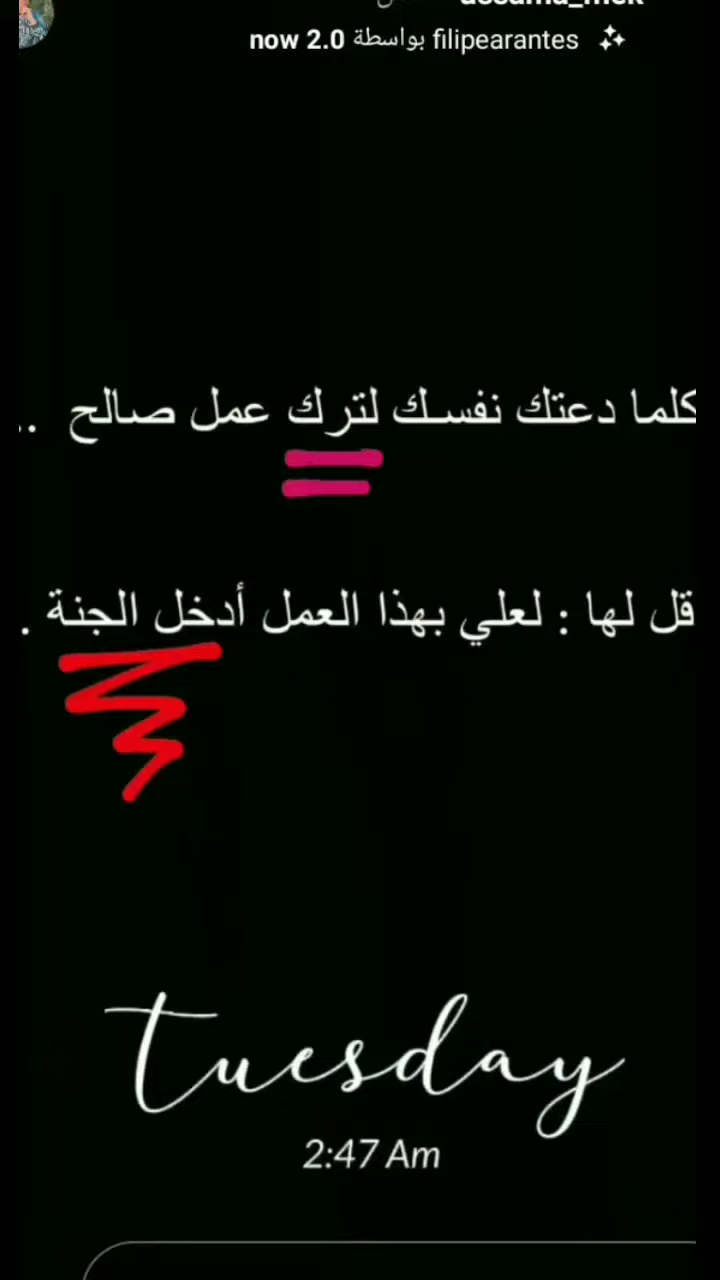 now 2.0 بواسطة filipearantes
كلما دعتك نفسك لترك عمل صالح ..
قل لها : لعلي بهذا العمل أدخل الجنة .
tuesday
2:47 Am